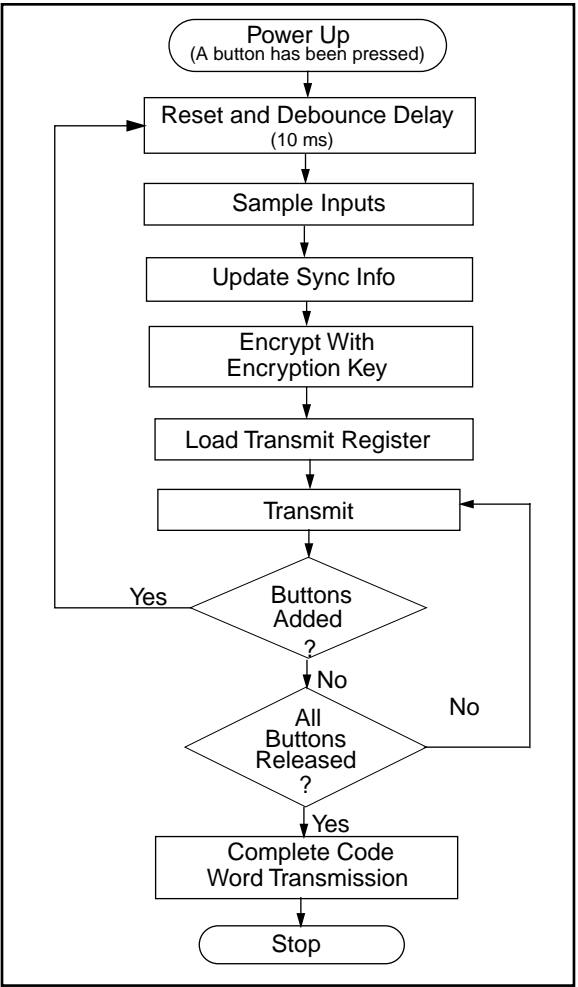 Power Up
(A button has been pressed)
Reset and Debounce Delay
(10 ms)
Sample Inputs
Update Sync Info
Encrypt With
Encryption Key
Load Transmit Register
Transmit
Yes
Buttons
Added
?
No
All
Buttons
Released
?
No
Yes
Complete Code
Word Transmission
Stop